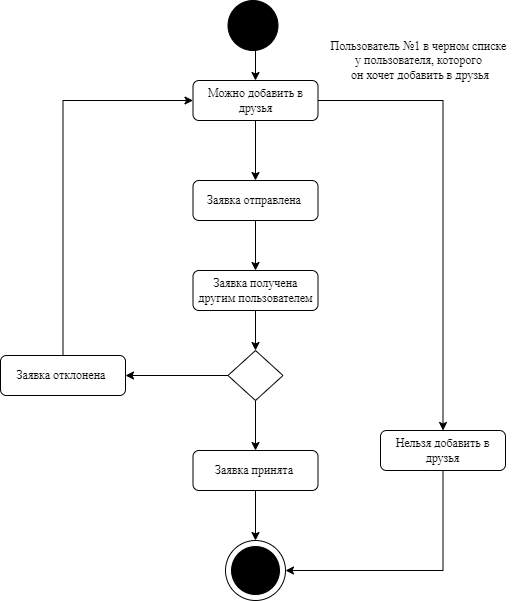 Пользователь №1 в черном списке
у пользователя, которого
он хочет добавить в друзья
Можно добавить в
друзья
Заявка отправлена
Заявка получена
другим пользователем
Заявка отклонена
Нельзя добавить в
друзья
Заявка принята